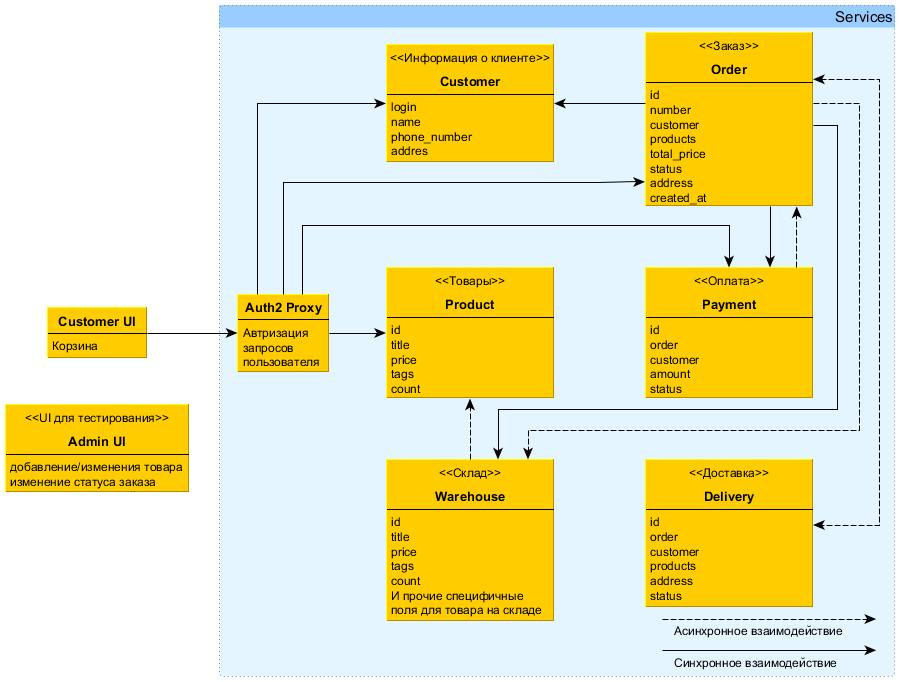 Services
<<Информация о клиенте>>
Customer
login
name
phone_number
addres
<<Заказ>>
Order
id
number
customer
products
total_price
status
address
created_at
Customer UI
Корзина
Auth2 Proxy
Автризация
запросов
пользователя
<<Товары>>
Product
id
title
price
tags
count
<<Оплата>>
Payment
id
order
customer
amount
status
<<UI для тестирования>>
Admin UI
добавление/изменения товара
изменение статуса заказа
<<Склад>>
Warehouse
id
title
price
tags
count
И прочие специфичные
поля для товара на складе
<<Доставка>>
Delivery
id
order
customer
products
address
status
Асинхронное взаимодействие
Синхронное взаимодействие